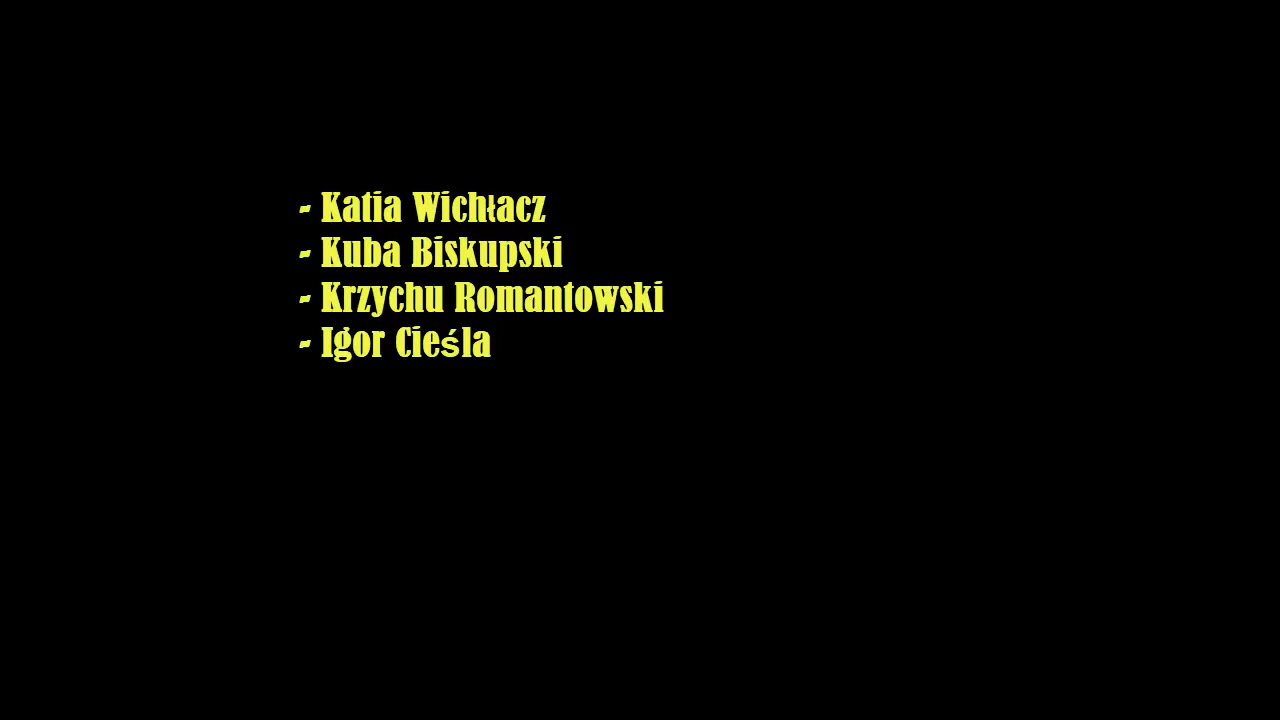 - Katia Wichłacz
- Kuba Biskupski
- Krzychu Romantowski
- Igor Cieśla